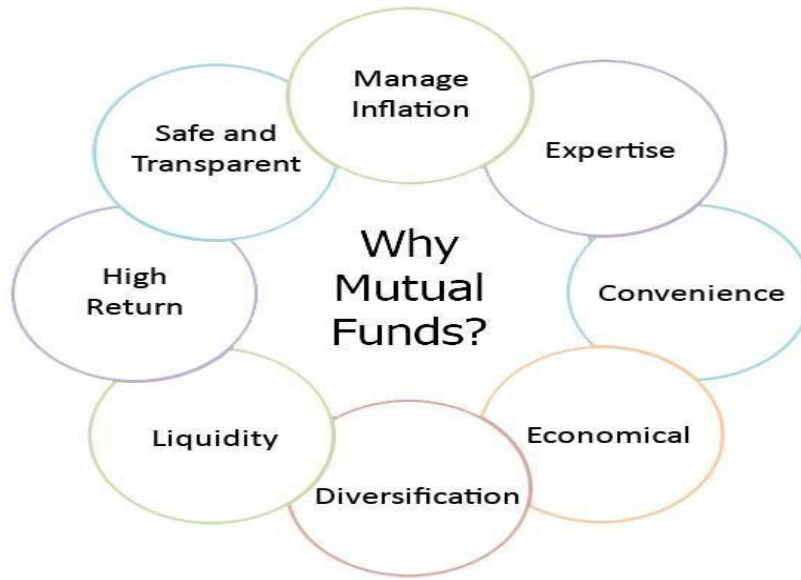 Why
Mutual
Funds?
Manage
Inflation
Expertise
Convenience
Economical
Diversification
Liquidity
High
Return
Safe and
Transparent